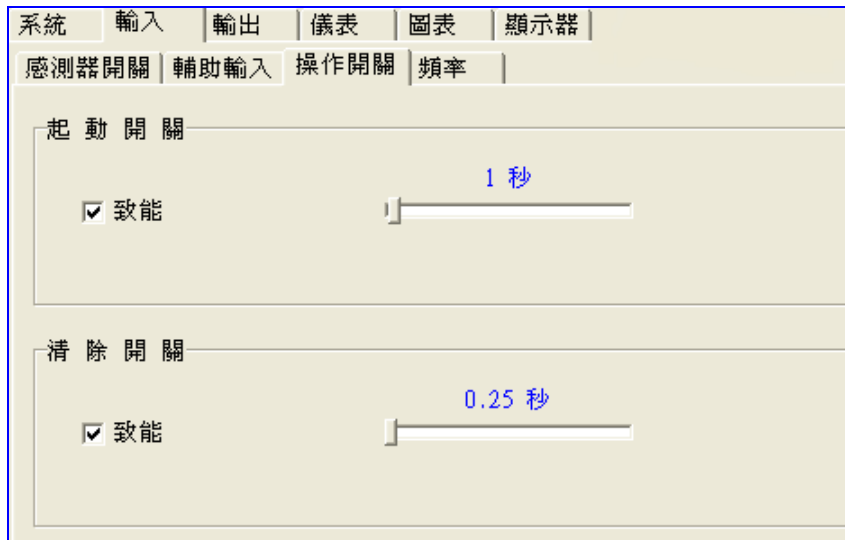 系統 輸入 輸出 儀表 圖表 顯示器
感測器開關 輔助輸入 操作開關 頻率
起動開關
1 秒
致能
清除開關
0.25 秒
致能